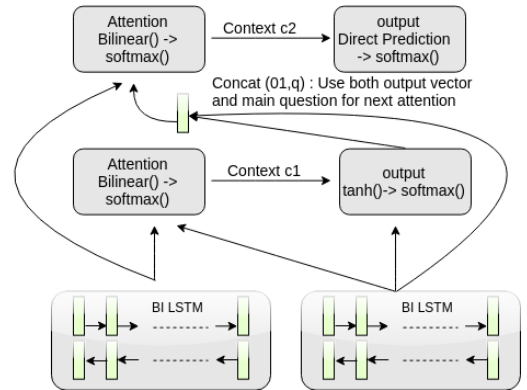 Attention
Bilinear() ->
softmax()
Context c2
output
Direct Prediction
-> softmax()
Concat (01,q) : Use both output vector
and main question for next attention
Attention
Bilinear() ->
softmax()
Context c1
output
tanh()-> softmax()
BI LSTM
BI LSTM